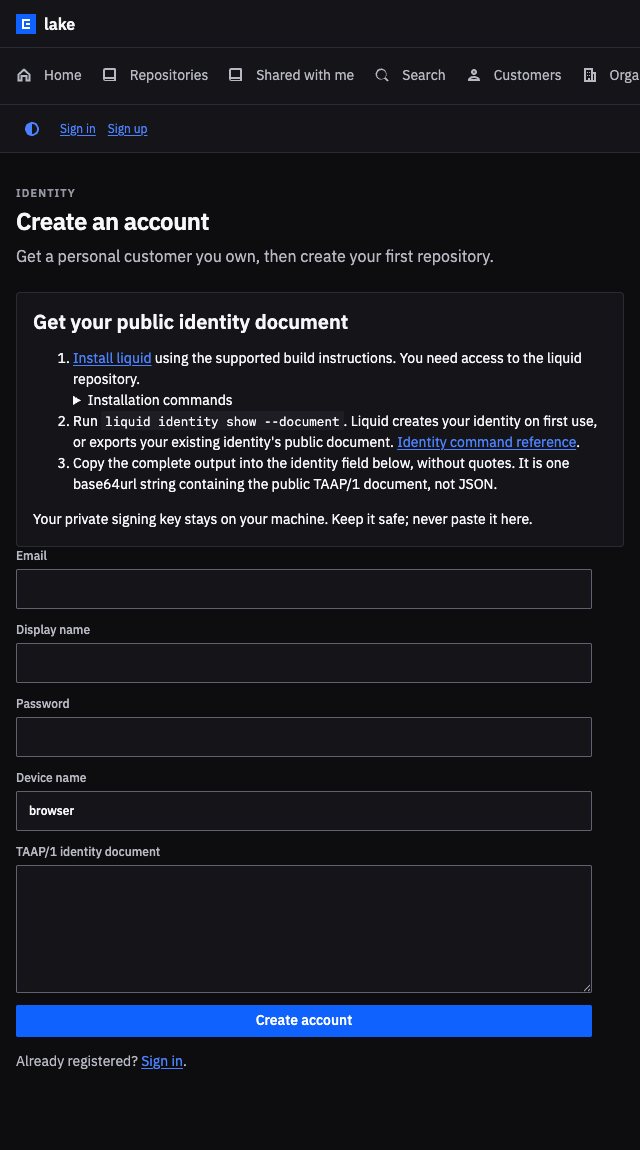 lake
Home Repositories Shared with me Search Customers Orga
Sign in Sign up
IDENTITY
Create an account
Get a personal customer you own, then create your first repository.
Get your public identity document
1. Install liquid using the supported build instructions. You need access to the liquid
repository.
Installation commands
2. Run liquid identity show --document. Liquid creates your identity on first use,
or exports your existing identity's public document. Identity command reference.
3. Copy the complete output into the identity field below, without quotes. It is one
base64url string containing the public TAAP/1 document, not JSON.
Your private signing key stays on your machine. Keep it safe; never paste it here.
Email
Display name
Password
Device name
browser
TAAP/1 identity document
Create account
Already registered? Sign in.